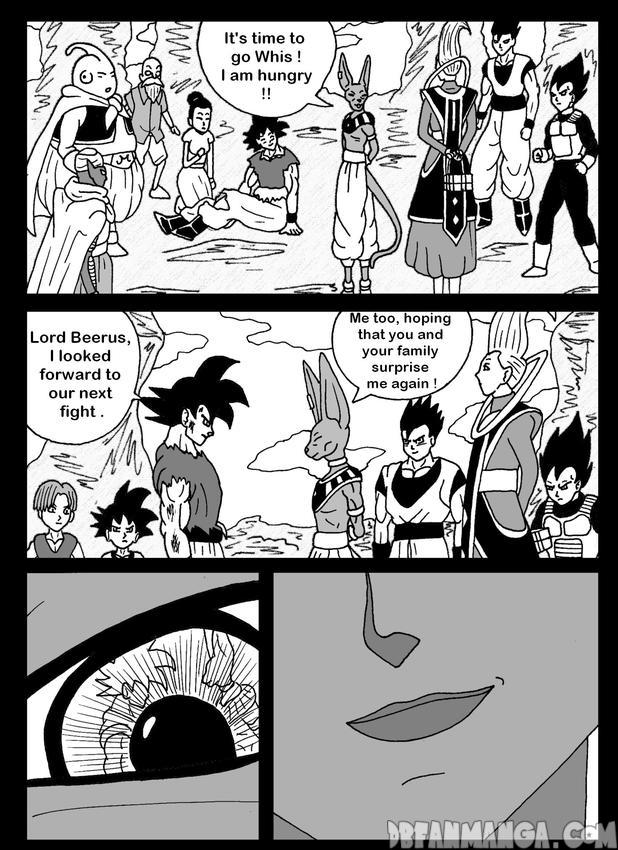 It's time to
go Whis !
I am hungry
!!
Lord Beerus,
I looked
forward to
our next
fight .
Me too, hoping
that you and
your family
surprise
me again !
DBFANMANGA.COM